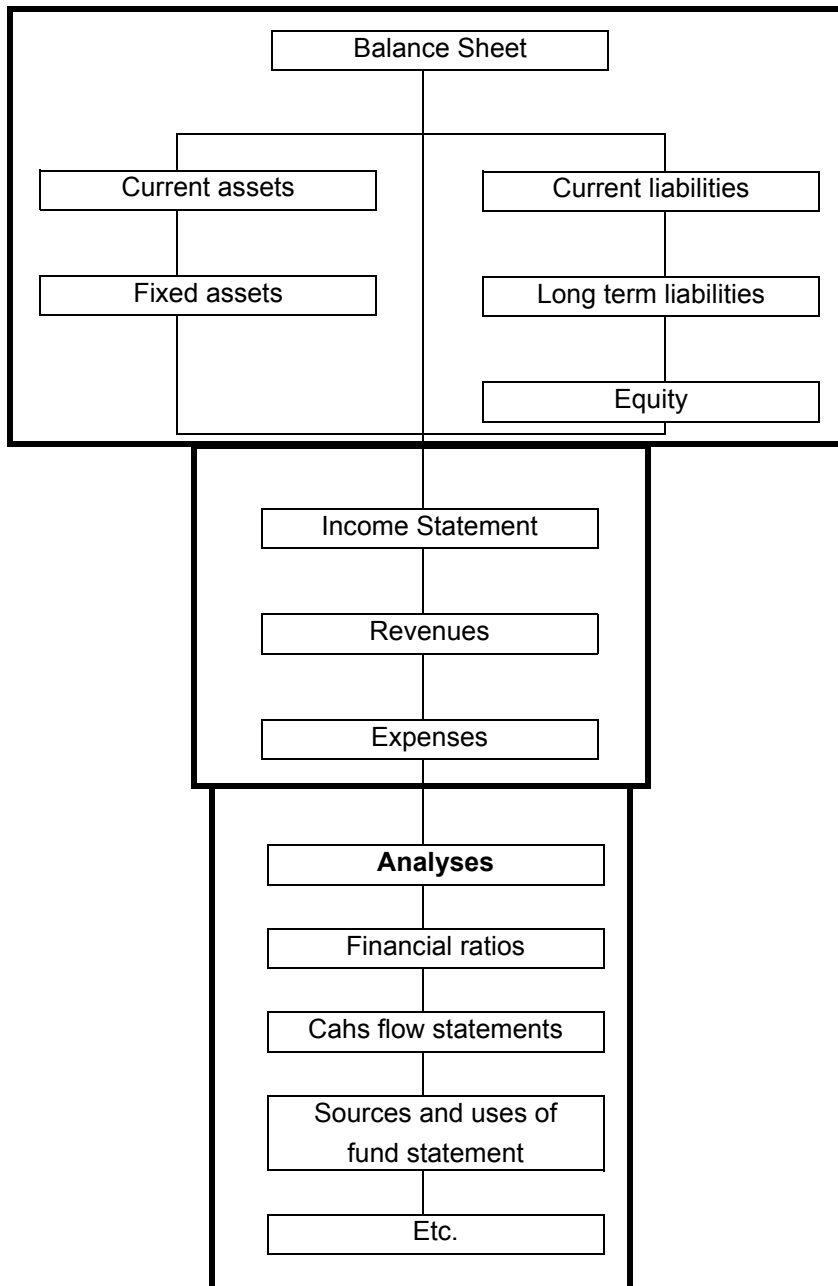 Balance Sheet
Current assets
Fixed assets
Current liabilities
Long term liabilities
Equity
Income Statement
Revenues
Expenses
Analyses
Financial ratios
Cahs flow statements
Sources and uses of
fund statement
Etc.